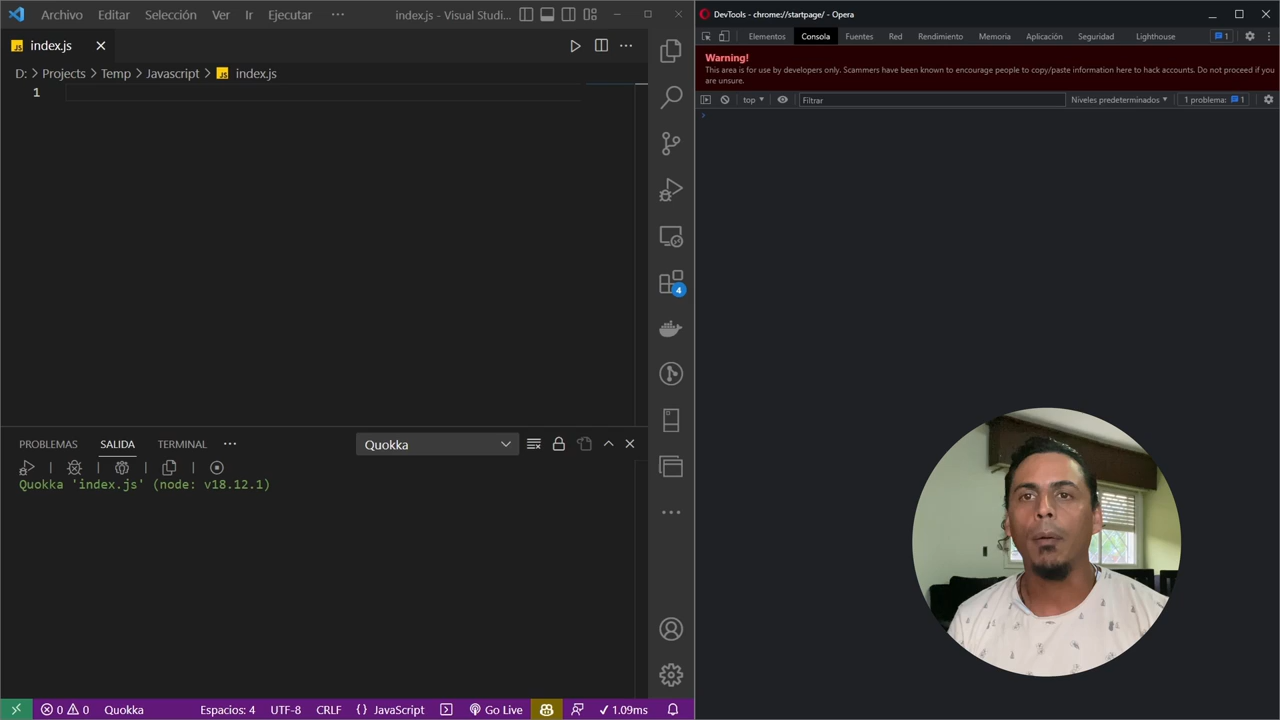 Archivo Editar Selección Ver Ir Ejecutar ··· index.js - Visual Studi...
JS index.js
D: > Projects > Temp > Javascript > JS index.js
1
PROBLEMAS SALIDA TERMINAL ··· Quokka
Quokka 'index.js' (node: v18.12.1)
4
0 0 Quokka Espacios: 4 UTF-8 CRLF {} JavaScript Go Live ✓ 1.09ms
DevTools - chrome://startpage/ - Opera
Elementos Consola Fuentes Red Rendimiento Memoria Aplicación Seguridad Lighthouse 1
Warning!
This area is for use by developers only. Scammers have been known to encourage people to copy/paste information here to hack accounts. Do not proceed if you
are unsure.
top Filtrar Niveles predeterminados 1 problema: 1